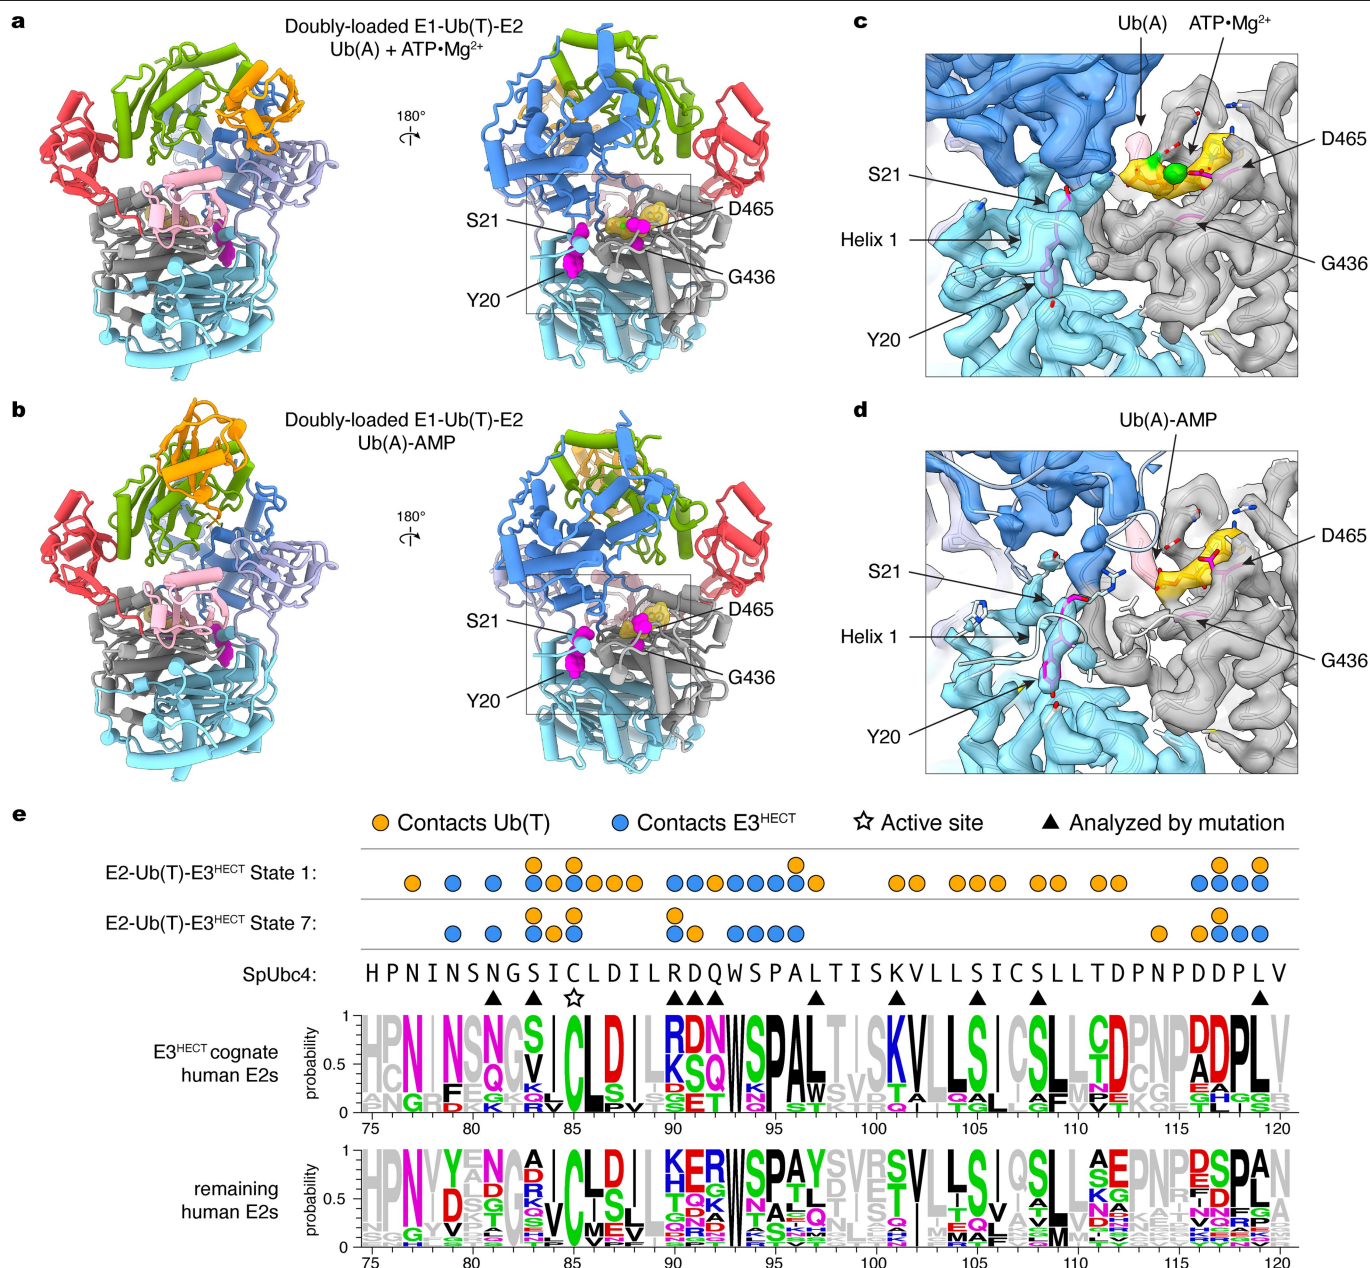 a
Doubly-loaded E1-Ub(T)-E2
Ub(A) + ATP•Mg²⁺
180°
S21
Y20
D465
G436
c
Ub(A)
ATP•Mg²⁺
S21
Helix 1
Y20
D465
G436
b
Doubly-loaded E1-Ub(T)-E2
Ub(A)-AMP
180°
S21
Y20
D465
G436
d
Ub(A)-AMP
S21
Helix 1
Y20
D465
G436
e
Contacts Ub(T)
Contacts E3ᴴᴱᶜᵀ
Active site
Analyzed by mutation
E2-Ub(T)-E3ᴴᴱᶜᵀ State 1:
E2-Ub(T)-E3ᴴᴱᶜᵀ State 7:
SpUbc4: HPNINSNGSICLDILRDQWSPALTISKVLLSICSLLTDPNPDDPLV
E3ᴴᴱᶜᵀ cognate
human E2s
probability
1
0.5
0
75 80 85 90 95 100 105 110 115 120
remaining
human E2s
probability
1
0.5
0
75 80 85 90 95 100 105 110 115 120